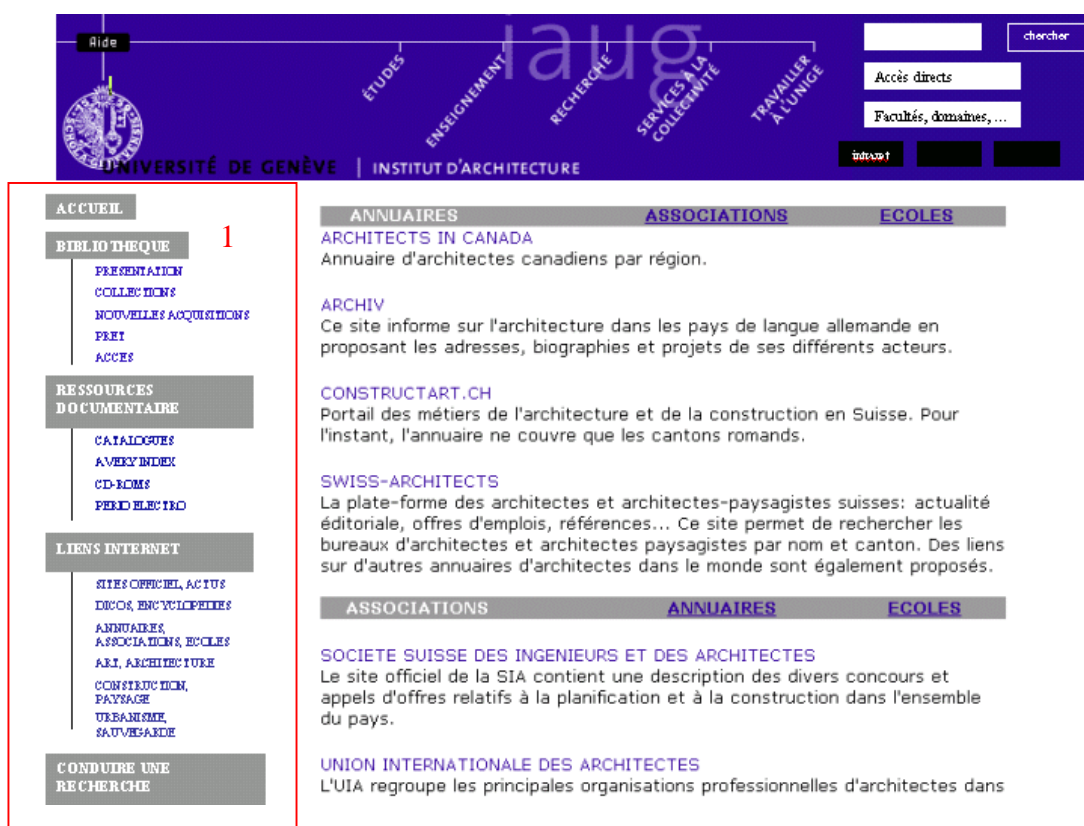 Aide
iaug
chercher
ÉTUDES
ENSEIGNEMENT
RECHERCHE
SERVICES À LA
COLLECTIVITÉ
TRAVAILLER
À L'UNIGE
Accès directs
Facultés, domaines, ...
intranet
UNIVERSITÉ DE GENÈVE | INSTITUT D'ARCHITECTURE
1
ACCUEIL
BIBLIOTHEQUE
PRESENTATION
COLLECTIONS
NOUVELLES ACQUISITIONS
PRET
ACCES
RESSOURCES
DOCUMENTAIRE
CATALOGUES
AVERY INDEX
CD-ROMS
PERIO ELECTRO
LIENS INTERNET
SITES OFFICIEL, ACTUS
DICOS, ENCYCLOPEDIES
ANNUAIRES,
ASSOCIATIONS, ECOLES
ART, ARCHITECTURE
CONSTRUCTION,
PAYSAGE
URBANISME,
SAUVEGARDE
CONDUIRE UNE
RECHERCHE
ANNUAIRES ASSOCIATIONS ECOLES
ARCHITECTS IN CANADA
Annuaire d'architectes canadiens par région.
ARCHIV
Ce site informe sur l'architecture dans les pays de langue allemande en
proposant les adresses, biographies et projets de ses différents acteurs.
CONSTRUCTART.CH
Portail des métiers de l'architecture et de la construction en Suisse. Pour
l'instant, l'annuaire ne couvre que les cantons romands.
SWISS-ARCHITECTS
La plate-forme des architectes et architectes-paysagistes suisses: actualité
éditoriale, offres d'emplois, références... Ce site permet de rechercher les
bureaux d'architectes et architectes paysagistes par nom et canton. Des liens
sur d'autres annuaires d'architectes dans le monde sont également proposés.
ASSOCIATIONS ANNUAIRES ECOLES
SOCIETE SUISSE DES INGENIEURS ET DES ARCHITECTES
Le site officiel de la SIA contient une description des divers concours et
appels d'offres relatifs à la planification et à la construction dans l'ensemble
du pays.
UNION INTERNATIONALE DES ARCHITECTES
L'UIA regroupe les principales organisations professionnelles d'architectes dans